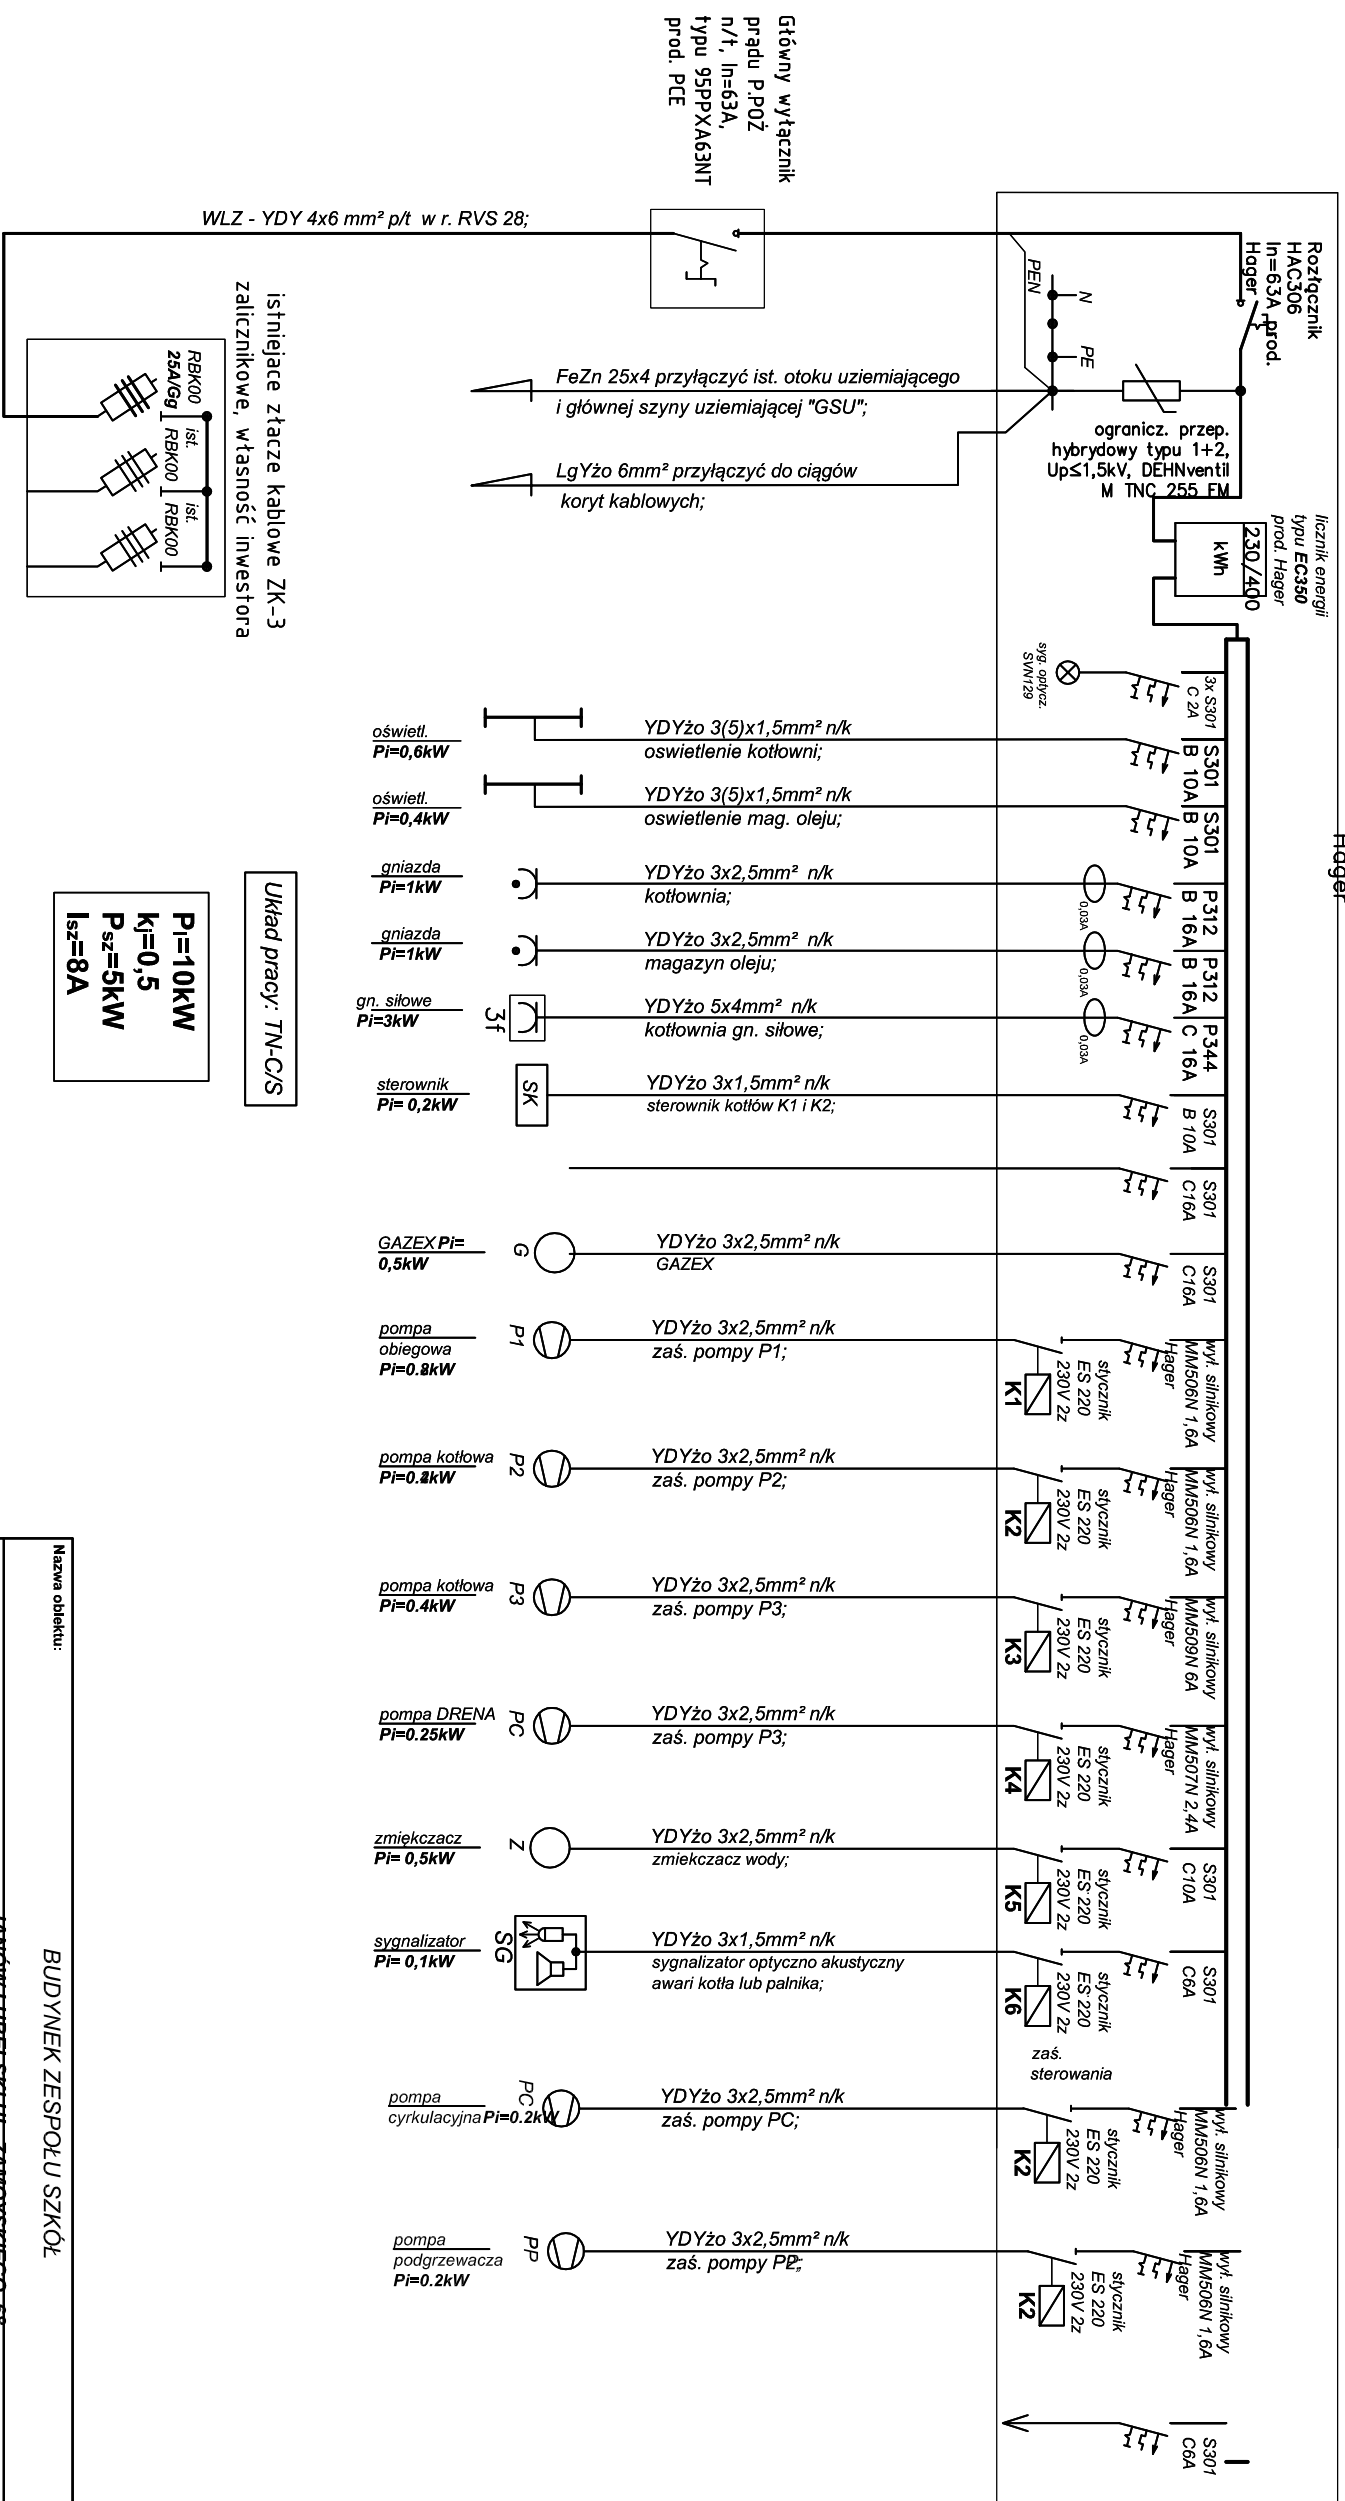 Główny wyłącznik
prądu P.POŻ
n/t, In=63A,
typu 95PPXA63NT
prod. PCE
WLZ - YDY 4x6 mm² p/t w r. RVS 28;
Rozłącznik
HAC306
In=63A prod.
Hager
PEN
N
PE
FeZn 25x4 przyłączyć ist. otoku uziemiającego
i głównej szyny uziemiającej "GSU";
ogranicz. przep.
hybrydowy typu 1+2,
Up≤1,5kV, DEHNventil
M TNC 255 FM
LgYżo 6mm² przyłączyć do ciągów
koryt kablowych;
istniejace złacze kablowe ZK-3
zalicznikowe, własność inwestora
RBK00
25A/Gg
ist.
RBK00
ist.
RBK00
licznik energii
typu EC350
prod. Hager
230/400
kWh
Hager
3x S301
C 2A
syg. optycz.
SVN129
S301
B 10A
YDYżo 3(5)x1,5mm² n/k
oswietlenie kotłowni;
oświetl.
Pi=0,6kW
S301
B 10A
YDYżo 3(5)x1,5mm² n/k
oswietlenie mag. oleju;
oświetl.
Pi=0,4kW
P312
B 16A
0,03A
YDYżo 3x2,5mm² n/k
kotłownia;
gniazda
Pi=1kW
P312
B 16A
0,03A
YDYżo 3x2,5mm² n/k
magazyn oleju;
gniazda
Pi=1kW
P344
C 16A
0,03A
YDYżo 5x4mm² n/k
kotłownia gn. siłowe;
3f
gn. siłowe
Pi=3kW
S301
B 10A
YDYżo 3x1,5mm² n/k
sterownik kotłów K1 i K2;
SK
sterownik
Pi= 0,2kW
Układ pracy: TN-C/S
Pi=10kW
kj=0,5
Psz=5kW
Isz=8A
S301
C16A
S301
C16A
YDYżo 3x2,5mm² n/k
GAZEX
G
GAZEX Pi=
0,5kW
wył. silnikowy
MM506N 1,6A
Hager
stycznik
ES 220
230V 2z
K1
YDYżo 3x2,5mm² n/k
zaś. pompy P1;
P1
pompa
obiegowa
wył. silnikowy
MM506N 1,6A
Hager
stycznik
ES 220
230V 2z
K2
YDYżo 3x2,5mm² n/k
zaś. pompy P2;
P2
pompa kotłowa
wył. silnikowy
MM509N 6A
Hager
stycznik
ES 220
230V 2z
K3
YDYżo 3x2,5mm² n/k
zaś. pompy P3;
P3
pompa kotłowa
Pi=0.4kW
wył. silnikowy
MM507N 2,4A
Hager
stycznik
ES 220
230V 2z
K4
YDYżo 3x2,5mm² n/k
zaś. pompy P3;
PC
pompa DRENA
Pi=0.25kW
S301
C10A
stycznik
ES 220
230V 2z
K5
YDYżo 3x2,5mm² n/k
zmiekczacz wody;
Z
zmiękczacz
Pi= 0,5kW
S301
C6A
stycznik
ES 220
230V 2z
K6
YDYżo 3x1,5mm² n/k
sygnalizator optyczno akustyczny
awari kotła lub palnika;
SG
sygnalizator
Pi= 0,1kW
zaś.
sterowania
wył. silnikowy
MM506N 1,6A
Hager
stycznik
ES 220
230V 2z
K2
YDYżo 3x2,5mm² n/k
zaś. pompy PC;
PC
pompa
cyrkulacyjna Pi=0.2kW
wył. silnikowy
MM506N 1,6A
Hager
stycznik
ES 220
230V 2z
K2
YDYżo 3x2,5mm² n/k
zaś. pompy
PP
pompa
podgrzewacza
Pi=0.2kW
S301
C6A
Nazwa obiektu:
BUDYNEK ZESPOŁU SZKÓŁ